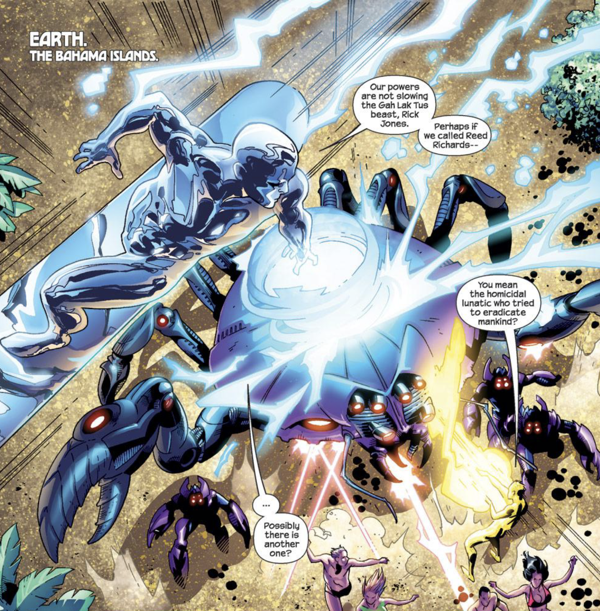 EARTH.
THE BAHAMA ISLANDS.
Our powers
are not slowing
the Gah Lak Tus
beast, Rick
Jones.
Perhaps if
we called Reed
Richards--
You mean
the homicidal
lunatic who tried
to eradicate
mankind?
...
Possibly
there is
another
one?